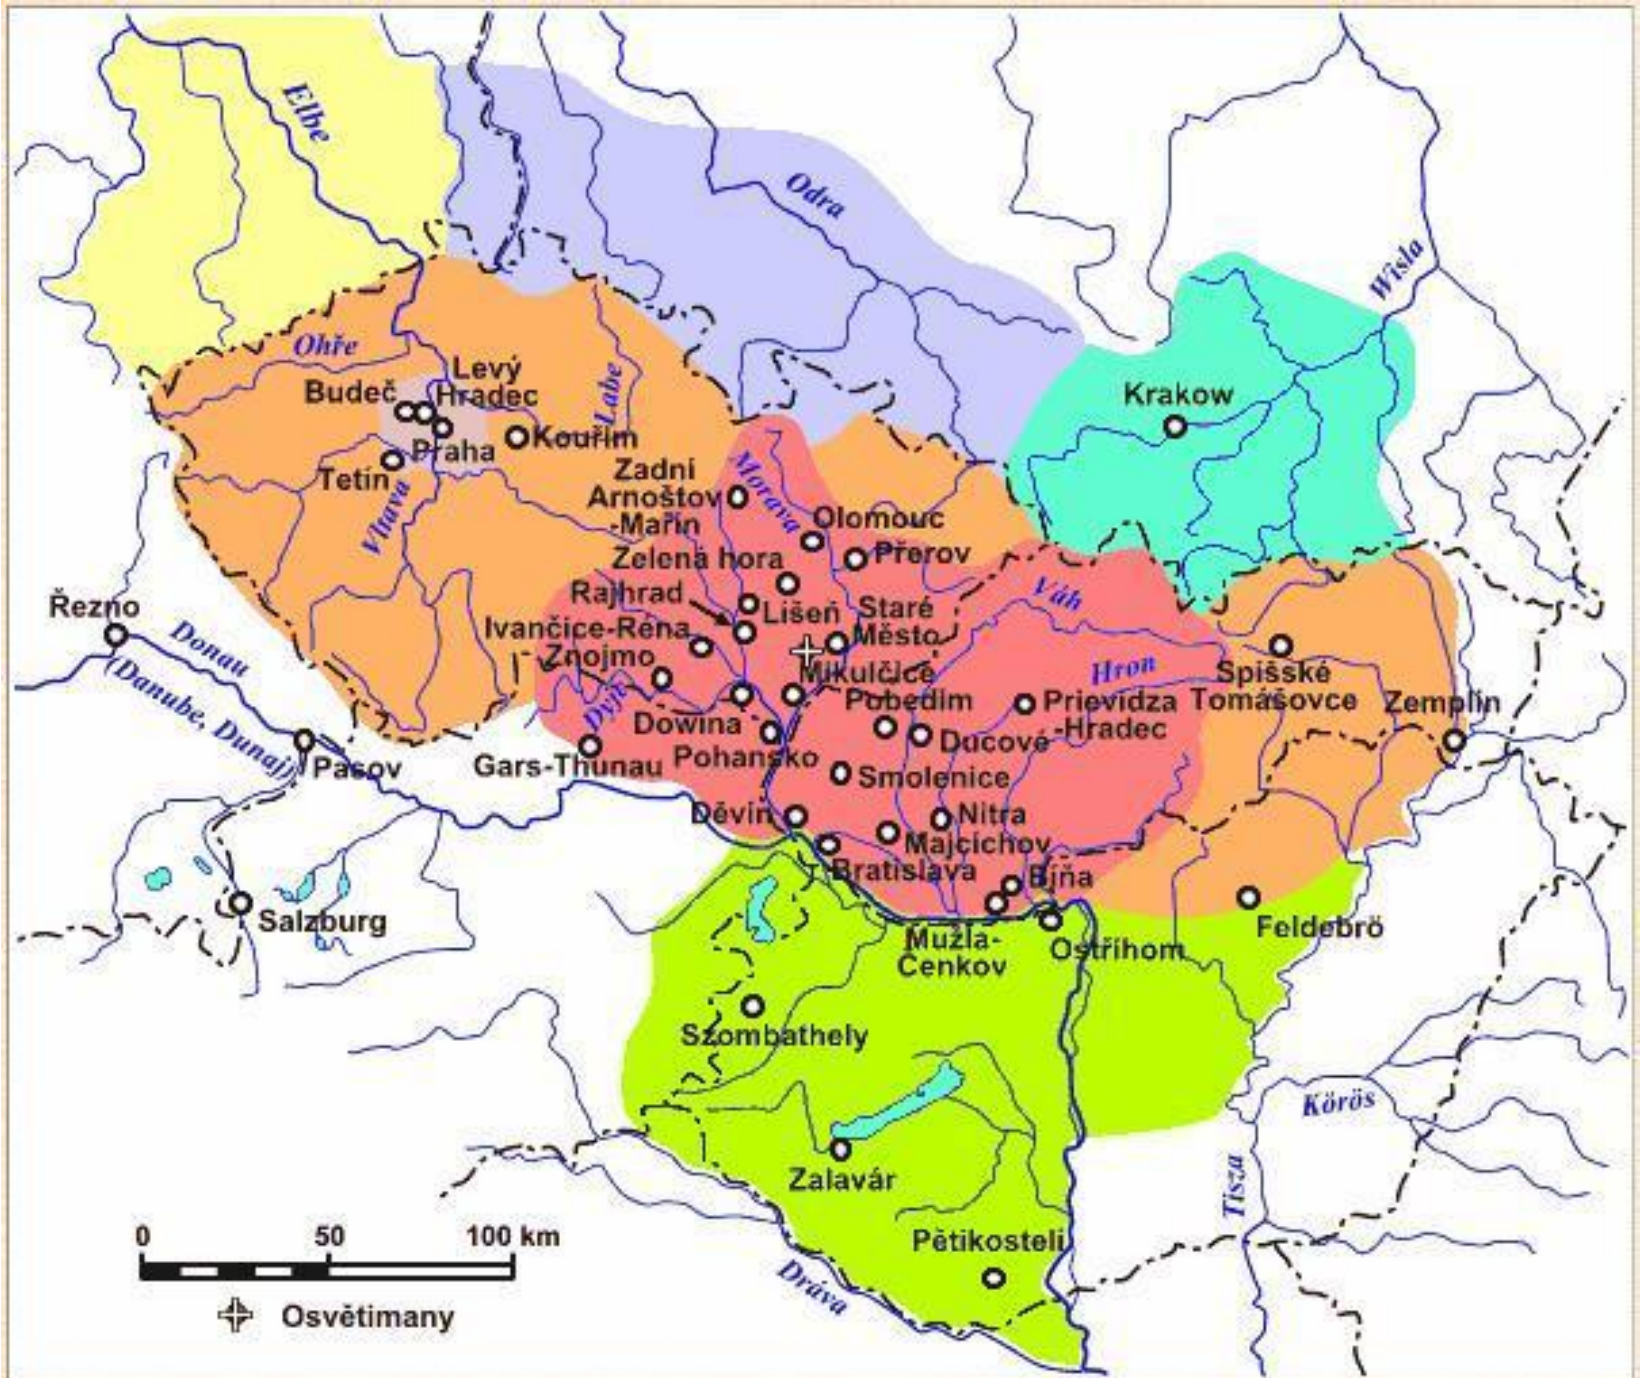 Elbe
Odra
Wisla
Ohře
Labe
Levý
Hradec
Budeč
Praha
Kouřim
Tetín
Vltava
Krakow
Zadní
Arnoštov
-Mařín
Morava
Olomouc
Přerov
Zelená hora
Rajhrad
Lišeň
Staré
Město
Váh
Ivančice-Réna
Znojmo
Mikulčice
Pobedim
Hron
Prievidza
-Hradec
Spišské
Tomášovce
Zemplín
Řezno
Donau
(Danube, Dunaj)
Dyje
Dowina
Pohansko
Ducové
Gars-Thunau
Pasov
Smolenice
Děvín
Nitra
Majcichov
Bratislava
Bíňa
Salzburg
Mužla-
Čenkov
Ostřihom
Feldebrö
Szombathely
Körös
Tisza
Zalavár
Pětikosteli
Dráva
0 50 100 km
Osvětimany